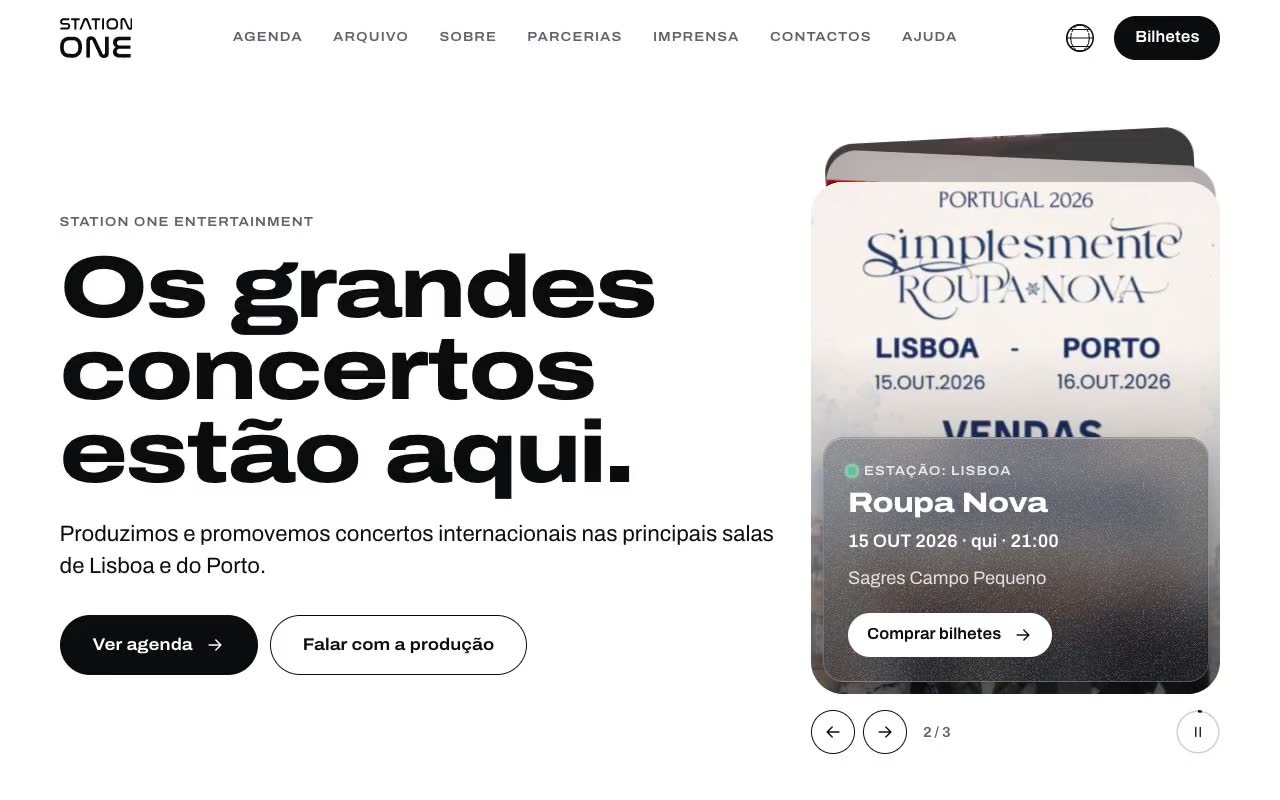 STATION
ONE
AGENDA
ARQUIVO
SOBRE
PARCERIAS
IMPRENSA
CONTACTOS
AJUDA
Bilhetes
STATION ONE ENTERTAINMENT
Os grandes
concertos
estão aqui.
Produzimos e promovemos concertos internacionais nas principais salas
de Lisboa e do Porto.
Ver agenda
Falar com a produção
PORTUGAL 2026
Simplesmente
ROUPA NOVA
LISBOA - PORTO
15.OUT.2026 16.OUT.2026
VENDAS
ESTAÇÃO: LISBOA
Roupa Nova
15 OUT 2026 · qui · 21:00
Sagres Campo Pequeno
Comprar bilhetes
2 / 3